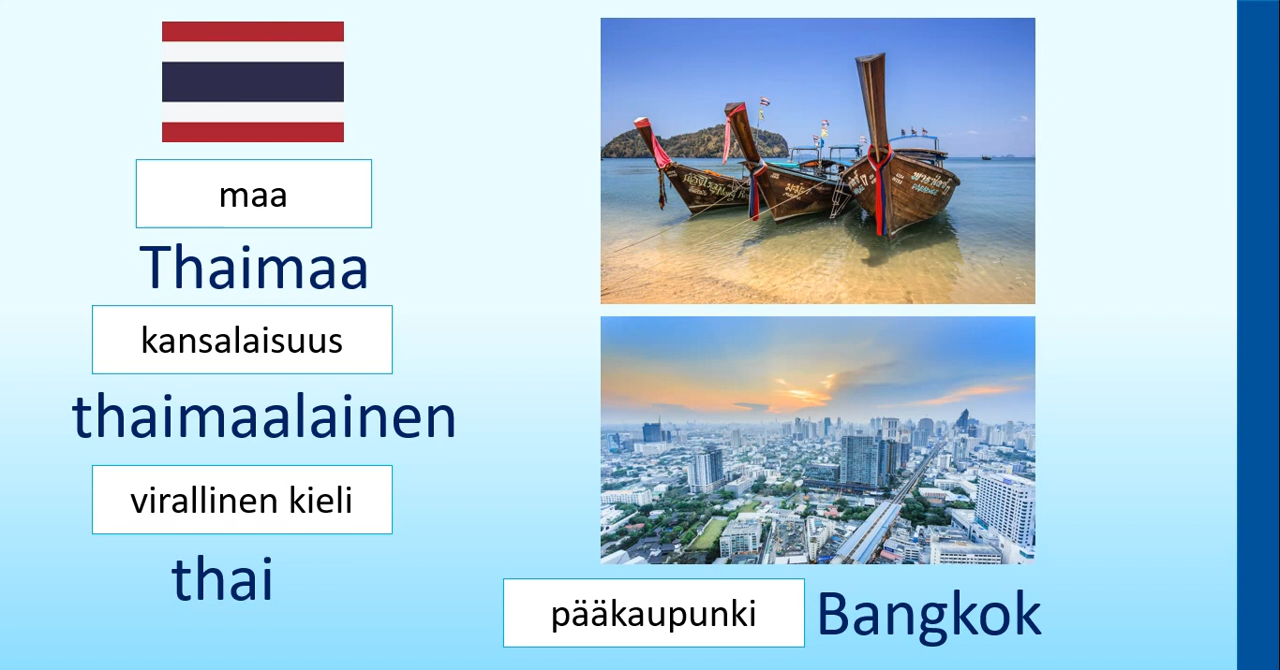 maa
Thaimaa
kansalaisuus
thaimaalainen
virallinen kieli
thai
pääkaupunki Bangkok